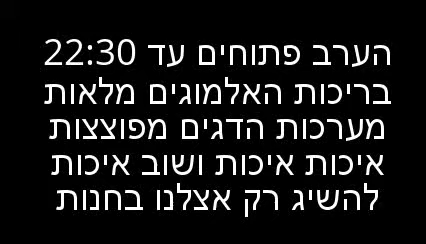 הערב פתוחים עד 22:30
בריכות האלמוגים מלאות
מערכות הדגים מפוצצות
איכות איכות ושוב איכות
להשיג רק אצלנו בחנות